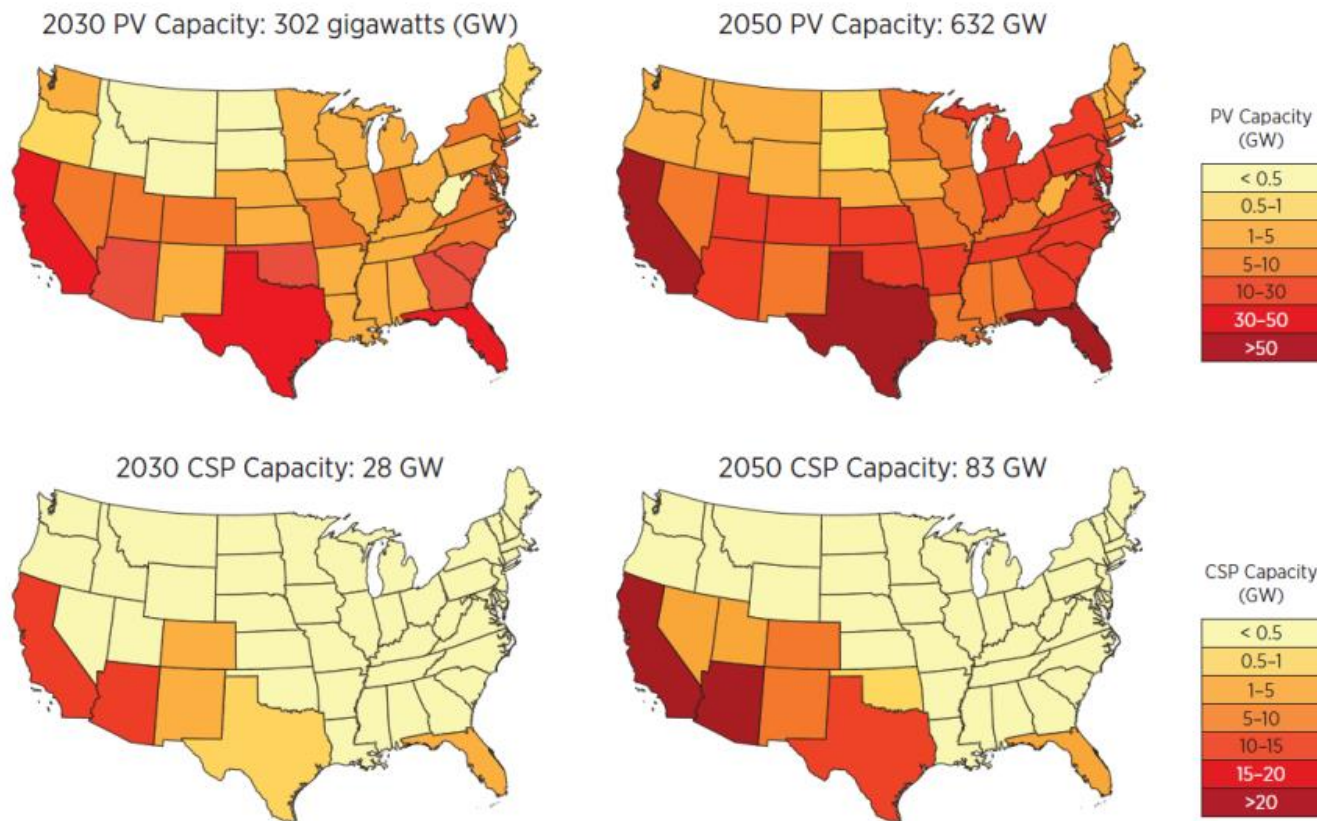 2030 PV Capacity: 302 gigawatts (GW)
2050 PV Capacity: 632 GW
PV Capacity
(GW)
< 0.5
0.5–1
1–5
5–10
10–30
30–50
>50
2030 CSP Capacity: 28 GW
2050 CSP Capacity: 83 GW
CSP Capacity
(GW)
< 0.5
0.5–1
1–5
5–10
10–15
15–20
>20